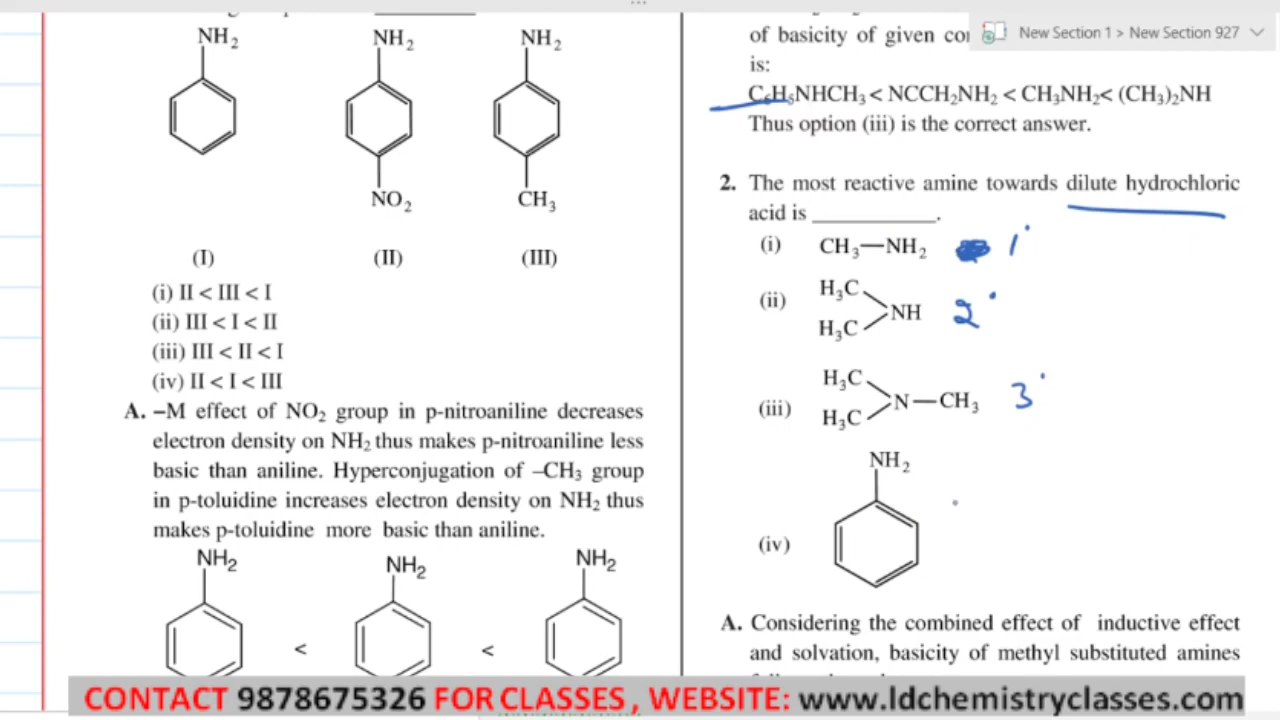 New Section 1 > New Section 927
NH2
NH2
NH2
NO2
CH3
(I)
(II)
(III)
(i) II < III < I
(ii) III < I < II
(iii) III < II < I
(iv) II < I < III
A. –M effect of NO2 group in p-nitroaniline decreases
electron density on NH2 thus makes p-nitroaniline less
basic than aniline. Hyperconjugation of –CH3 group
in p-toluidine increases electron density on NH2 thus
makes p-toluidine more basic than aniline.
NH2
NH2
NH2
<
<
of basicity of given
is:
C6H5NHCH3 < NCCH2NH2 < CH3NH2< (CH3)2NH
Thus option (iii) is the correct answer.
2. The most reactive amine towards dilute hydrochloric
acid is ___________.
(i) CH3—NH2 1°
(ii) H3C
H3C
NH 2°
(iii) H3C
H3C
N—CH3 3°
NH2
(iv)
A. Considering the combined effect of inductive effect
and solvation, basicity of methyl substituted amines
CONTACT 9878675326 FOR CLASSES , WEBSITE: www.ldchemistryclasses.com